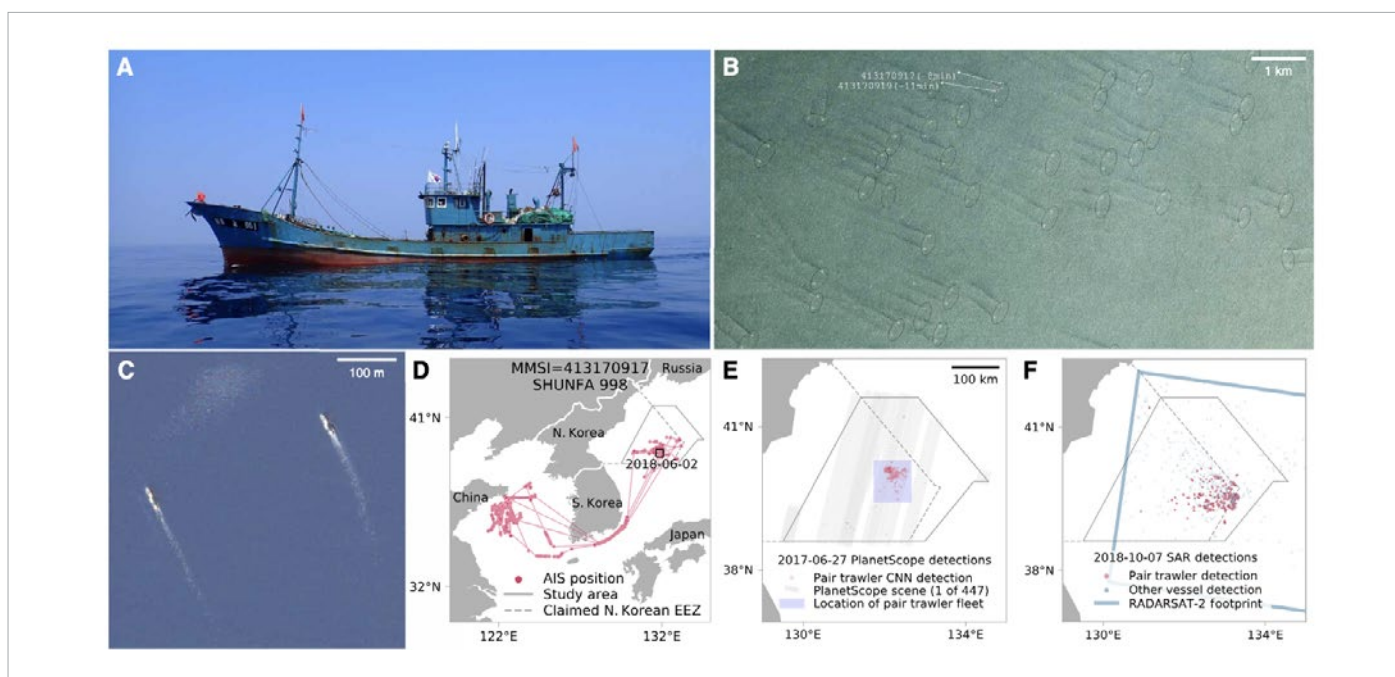 A
B
413170917(-8min)
413170919(-11min)
1 km
C
100 m
D
MMSI=413170917
SHUNFA 998
Russia
41°N
N. Korea
2018-06-02
China
S. Korea
Japan
AIS position
Study area
Claimed N. Korean EEZ
32°N
122°E
132°E
E
100 km
41°N
38°N
2017-06-27 PlanetScope detections
Pair trawler CNN detection
PlanetScope scene (1 of 447)
Location of pair trawler fleet
130°E
134°E
F
41°N
38°N
2018-10-07 SAR detections
Pair trawler detection
Other vessel detection
RADARSAT-2 footprint
130°E
134°E